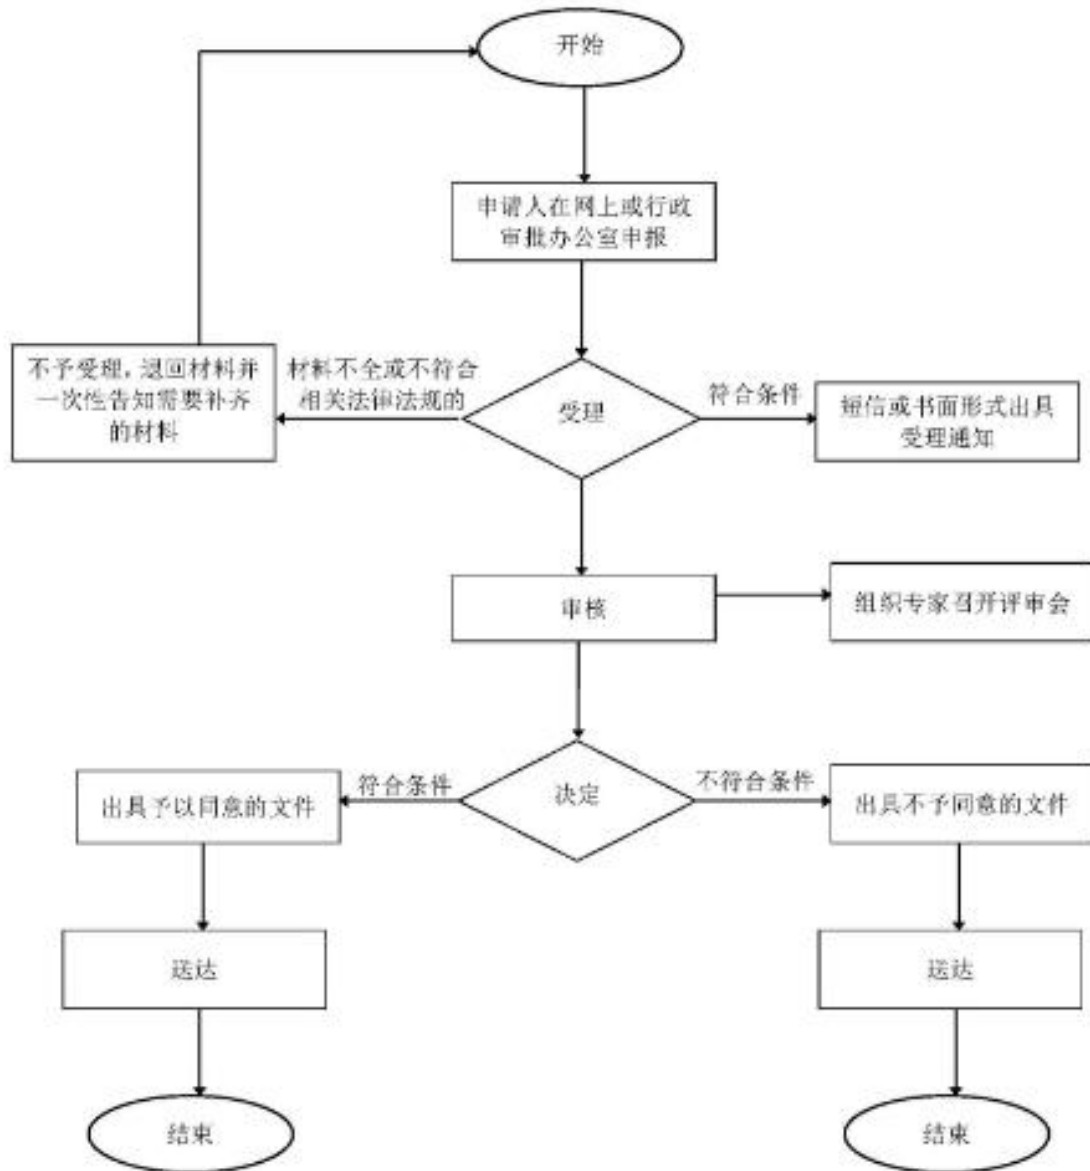 开始
申请人在网上或行政
审批办公室申报
不予受理，退回材料并
一次性告知需要补齐
的材料
材料不全或不符合
相关法律法规的
受理
符合条件
短信或书面形式出具
受理通知
审核
组织专家召开评审会
出具予以同意的文件
符合条件
决定
不符合条件
出具不予同意的文件
送达
送达
结束
结束